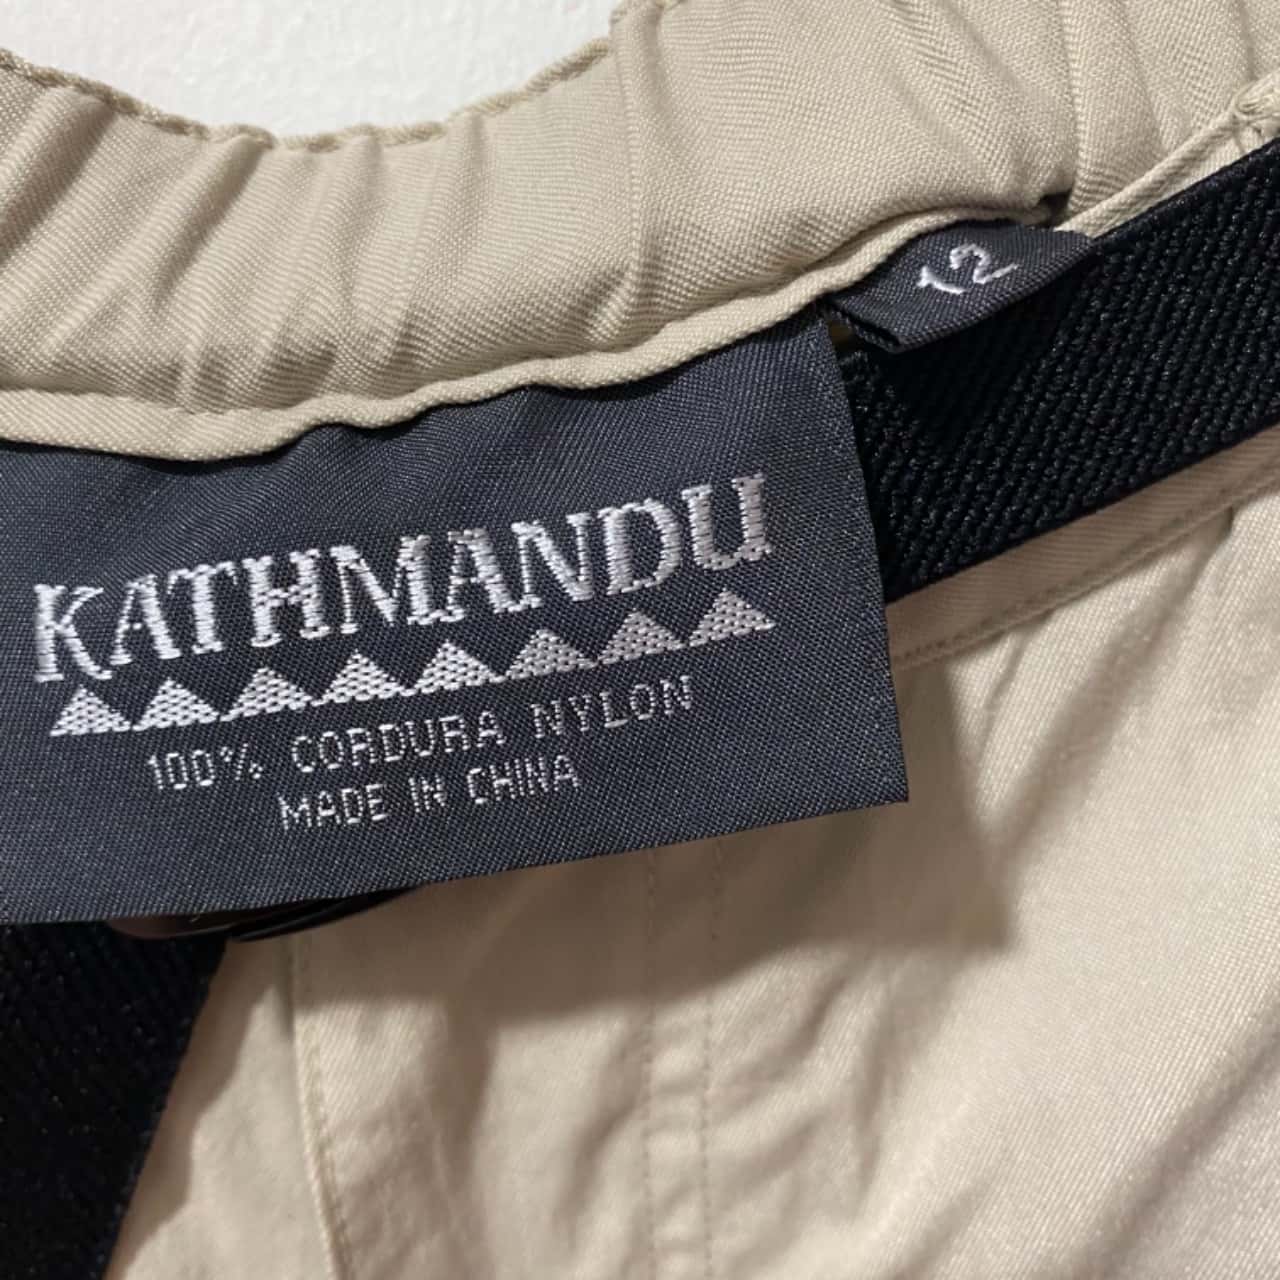 12
KATHMANDU
100% CORDURA NYLON
MADE IN CHINA